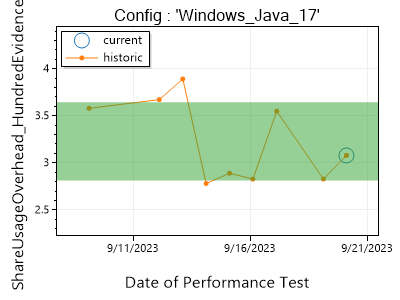 Config : 'Windows_Java_17'
current
historic
ShareUsageOverhead_HundredEvidence
4
3.5
3
2.5
9/11/2023
9/16/2023
9/21/2023
Date of Performance Test